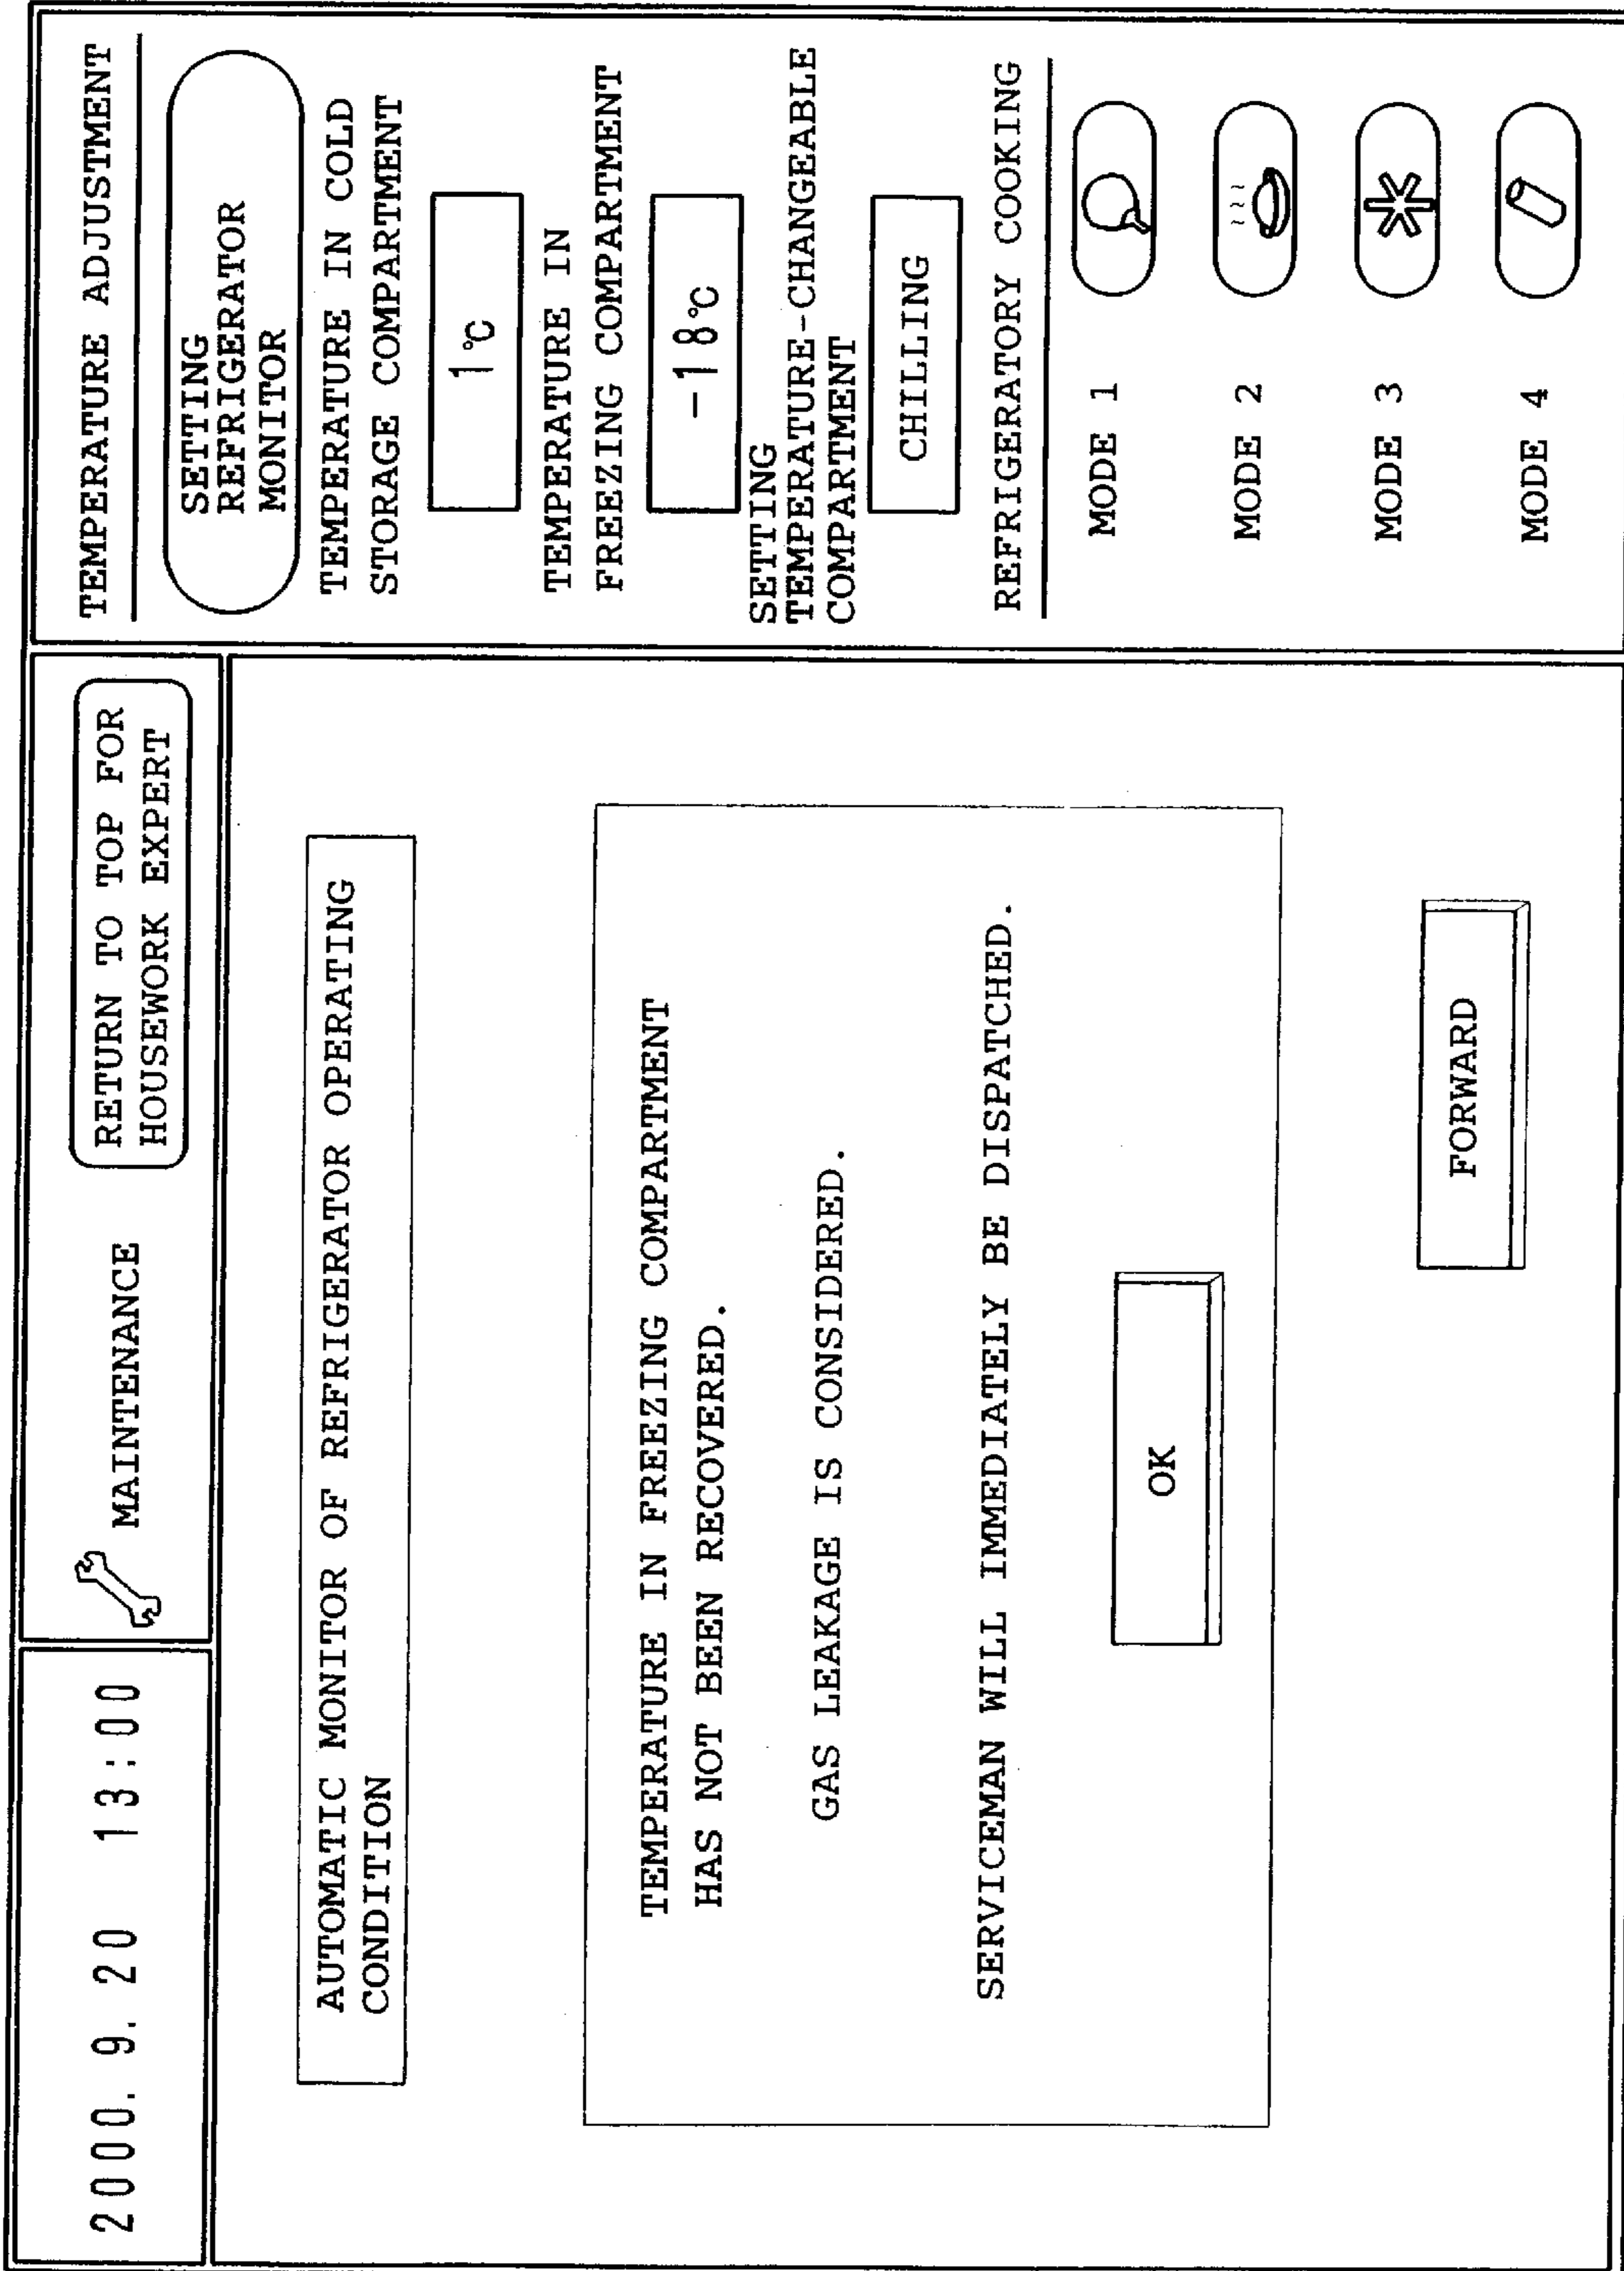 2000. 9. 20 13:00
MAINTENANCE
RETURN TO TOP FOR
HOUSEWORK EXPERT
AUTOMATIC MONITOR OF REFRIGERATOR OPERATING
CONDITION
TEMPERATURE IN FREEZING COMPARTMENT
HAS NOT BEEN RECOVERED.
GAS LEAKAGE IS CONSIDERED.
SERVICEMAN WILL IMMEDIATELY BE DISPATCHED.
OK
FORWARD
TEMPERATURE ADJUSTMENT
SETTING
REFRIGERATOR
MONITOR
TEMPERATURE IN COLD
STORAGE COMPARTMENT
1℃
TEMPERATURE IN
FREEZING COMPARTMENT
-18℃
SETTING
TEMPERATURE-CHANGEABLE
COMPARTMENT
CHILLING
REFRIGERATORY COOKING
MODE 1
MODE 2
MODE 3
MODE 4